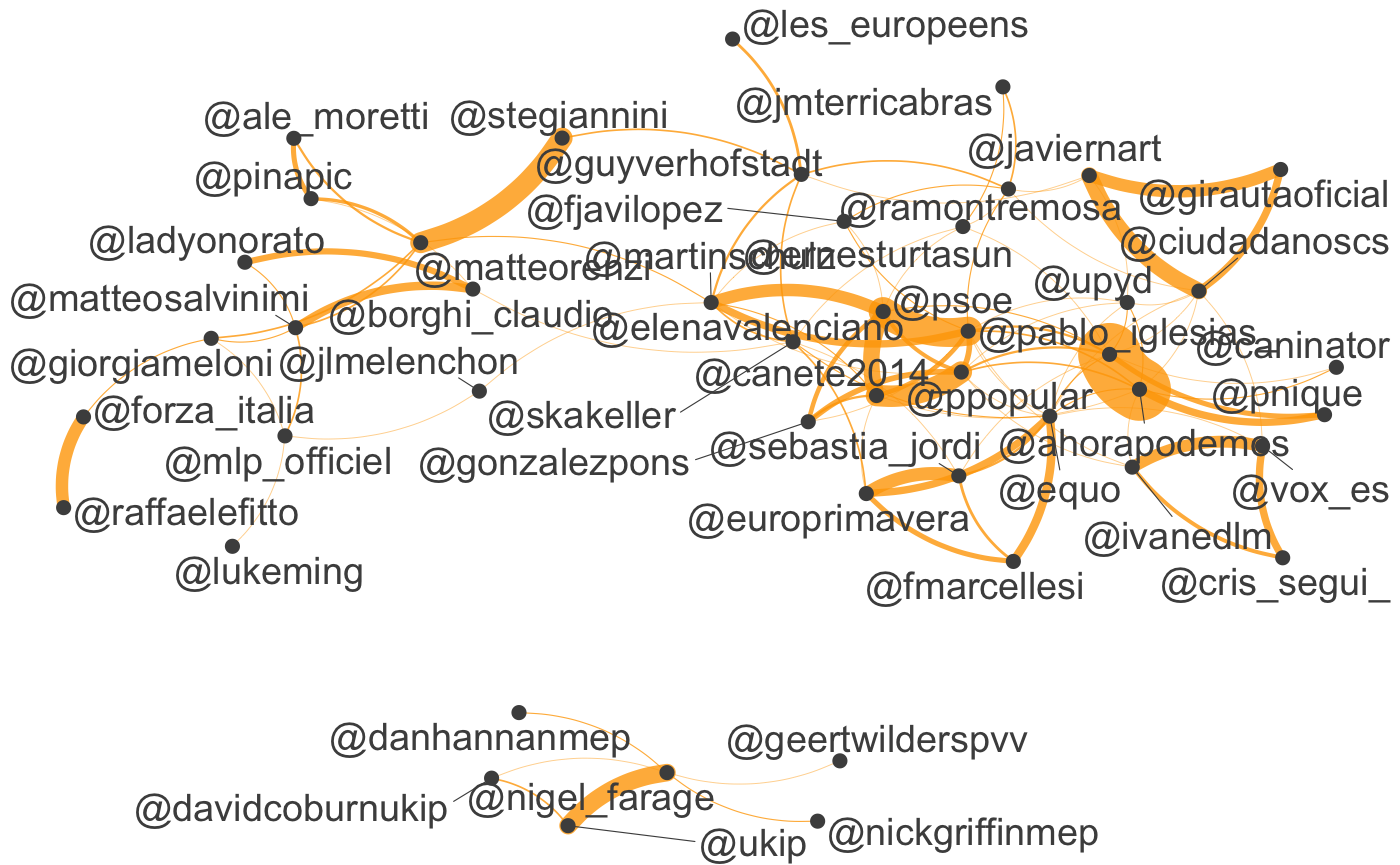 @les_europeens
@jmterricabras
@ale_moretti
@stegiannini
@javiernart
@guyverhofstadt
@pinapic
@girautaoficial
@fjavilopez
@ramontremosa
@ladyonorato
@ciudadanoscs
@martinschulz
@ernesturtasun
@matteorenzi
@upyd
@matteosalvinimi
@psoe
@borghi_claudio
@elenavalenciano
@pablo_iglesias_
@caninator
@giorgiameloni
@jlmelenchon
@canete2014
@ppopular
@pnique
@forza_italia
@skakeller
@sebastia_jordi
@ahorapodemos
@mlp_officiel
@gonzalezpons
@equo
@vox_es
@raffaelefitto
@europrimavera
@ivanedlm
@lukeming
@fmarcellesi
@cris_segui_
@danhannanmep
@geertwilderspvv
@davidcoburnukip
@nigel_farage
@ukip
@nickgriffinmep